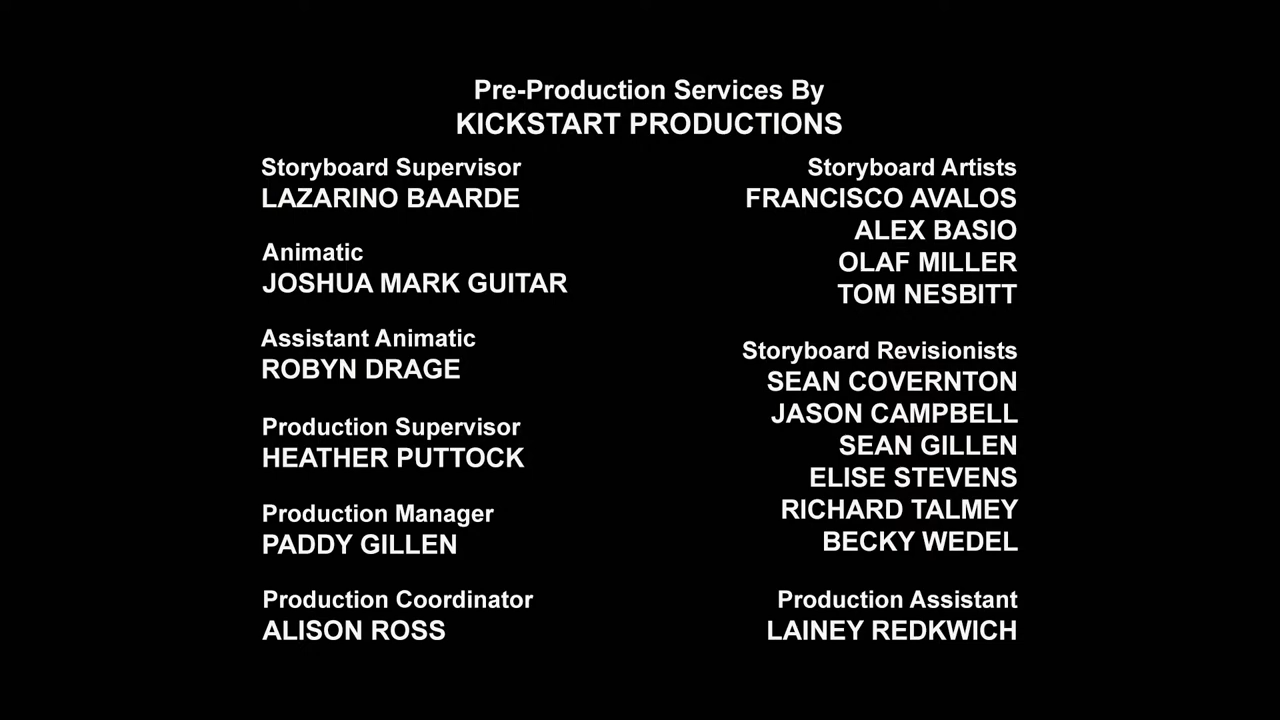 Pre-Production Services By
KICKSTART PRODUCTIONS
Storyboard Supervisor
LAZARINO BAARDE
Animatic
JOSHUA MARK GUITAR
Assistant Animatic
ROBYN DRAGE
Production Supervisor
HEATHER PUTTOCK
Production Manager
PADDY GILLEN
Production Coordinator
ALISON ROSS
Storyboard Artists
FRANCISCO AVALOS
ALEX BASIO
OLAF MILLER
TOM NESBITT
Storyboard Revisionists
SEAN COVERNTON
JASON CAMPBELL
SEAN GILLEN
ELISE STEVENS
RICHARD TALMEY
BECKY WEDEL
Production Assistant
LAINEY REDKWICH